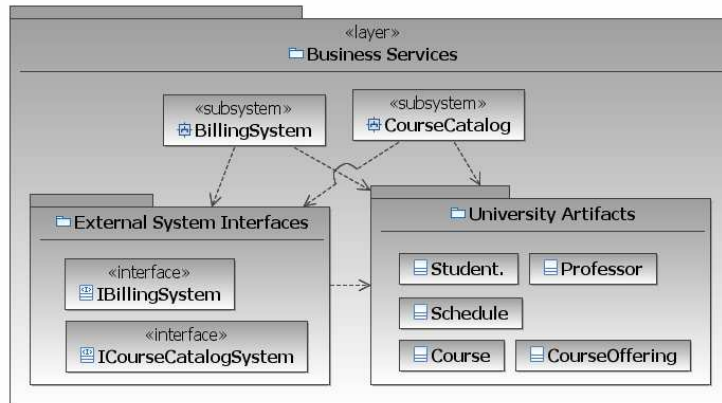 «layer»
Business Services
«subsystem»
BillingSystem
«subsystem»
CourseCatalog
External System Interfaces
«interface»
IBillingSystem
«interface»
ICourseCatalogSystem
University Artifacts
Student.
Professor
Schedule
Course
CourseOffering